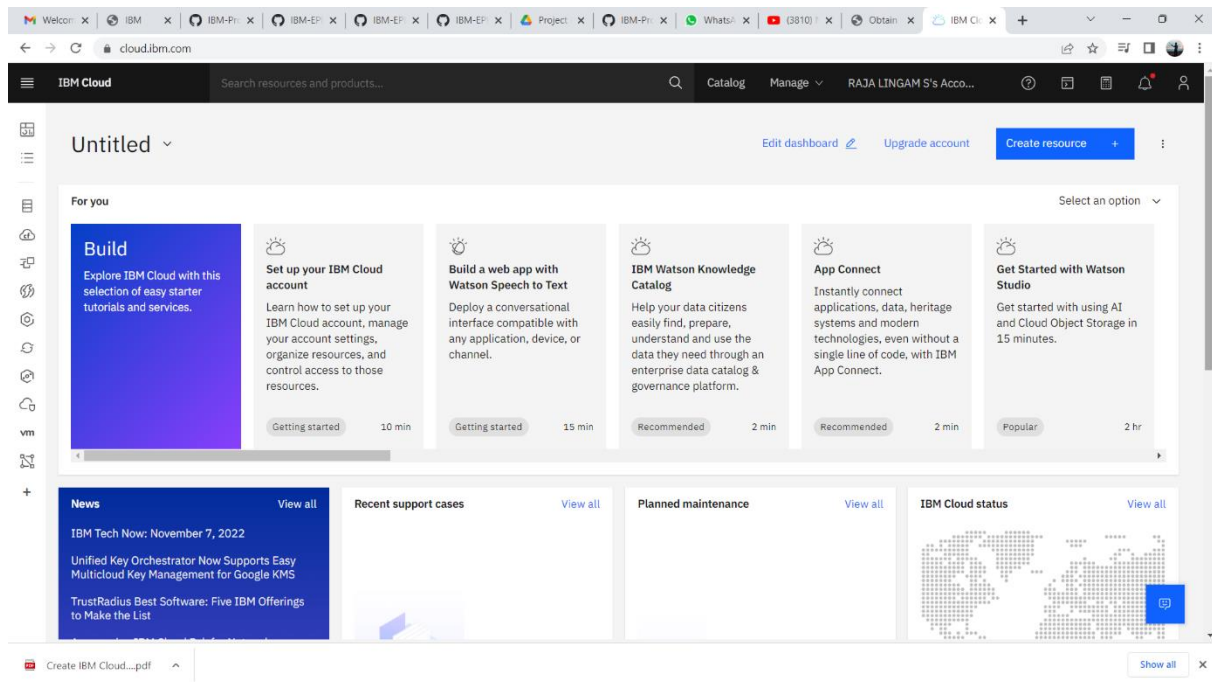 Welcom
IBM
IBM-Pro
IBM-EP
IBM-EP
IBM-EP
Project
IBM-Pro
WhatsA
(3810)
Obtain
IBM Clo
cloud.ibm.com
IBM Cloud
Search resources and products...
Catalog
Manage
RAJA LINGAM S's Acco...
Untitled
Edit dashboard
Upgrade account
Create resource +
For you
Select an option
Build
Explore IBM Cloud with this
selection of easy starter
tutorials and services.
Set up your IBM Cloud
account
Learn how to set up your
IBM Cloud account, manage
your account settings,
organize resources, and
control access to those
resources.
Getting started
10 min
Build a web app with
Watson Speech to Text
Deploy a conversational
interface compatible with
any application, device, or
channel.
Getting started
15 min
IBM Watson Knowledge
Catalog
Help your data citizens
easily find, prepare,
understand and use the
data they need through an
enterprise data catalog &
governance platform.
Recommended
2 min
App Connect
Instantly connect
applications, data, heritage
systems and modern
technologies, even without a
single line of code, with IBM
App Connect.
Recommended
2 min
Get Started with Watson
Studio
Get started with using AI
and Cloud Object Storage in
15 minutes.
Popular
2 hr
vm
News
View all
IBM Tech Now: November 7, 2022
Unified Key Orchestrator Now Supports Easy
Multicloud Key Management for Google KMS
TrustRadius Best Software: Five IBM Offerings
to Make the List
Recent support cases
View all
Planned maintenance
View all
IBM Cloud status
View all
Create IBM Cloud....pdf
Show all